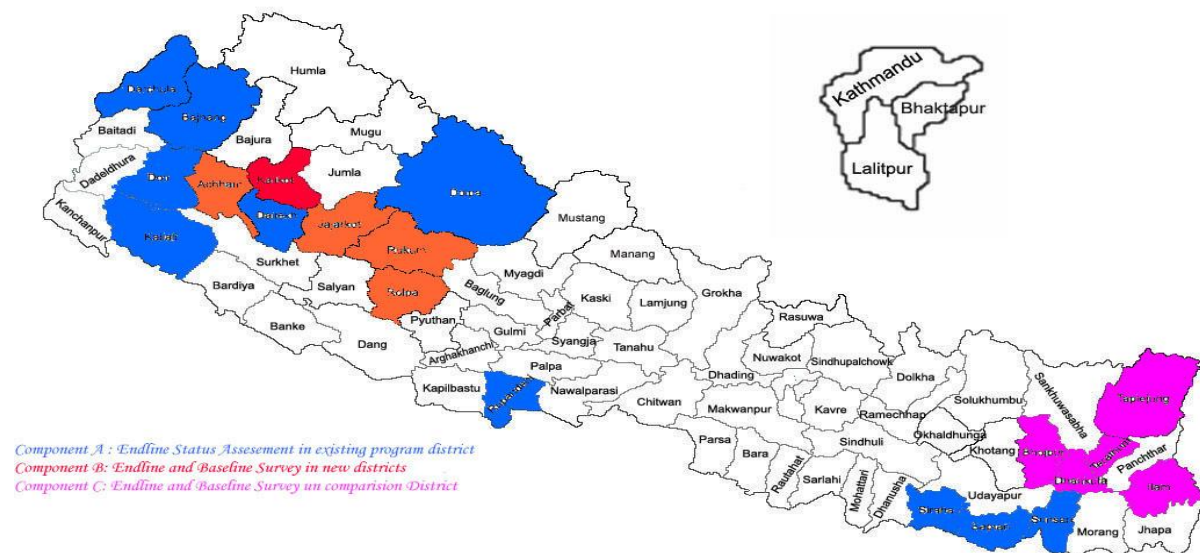 Humla
Kathmandu
Bhaktapur
Lalitpur
Baitadi
Bajura
Mugu
Dadeldhura
Achham
Jumla
Kanchanpur
Jajarkot
Mustang
Surkhet
Manang
Bardiya
Salyan
Rolpa
Myagdi
Baglung
Parbat
Kaski
Lamjung
Grokha
Banke
Pyuthan
Gulmi
Syangja
Tanahu
Rasuwa
Dang
Arghakhanchi
Palpa
Nuwakot
Sindhupalchowk
Dhading
Dolkha
Kapilbastu
Nawalparasi
Chitwan
Makwanpur
Kavre
Ramechhap
Solukhumbu
Sankhuwasabha
Okhaldhunga
Khotang
Bhojpur
Panchthar
Parsa
Bara
Rautahat
Sarlahi
Mohattari
Dhanusha
Sindhuli
Udayapur
Morang
Jhapa
Component A : Endline Status Assesement in existing program district
Component B: Endline and Baseline Survey in new districts
Component C: Endline and Baseline Survey un comparision District